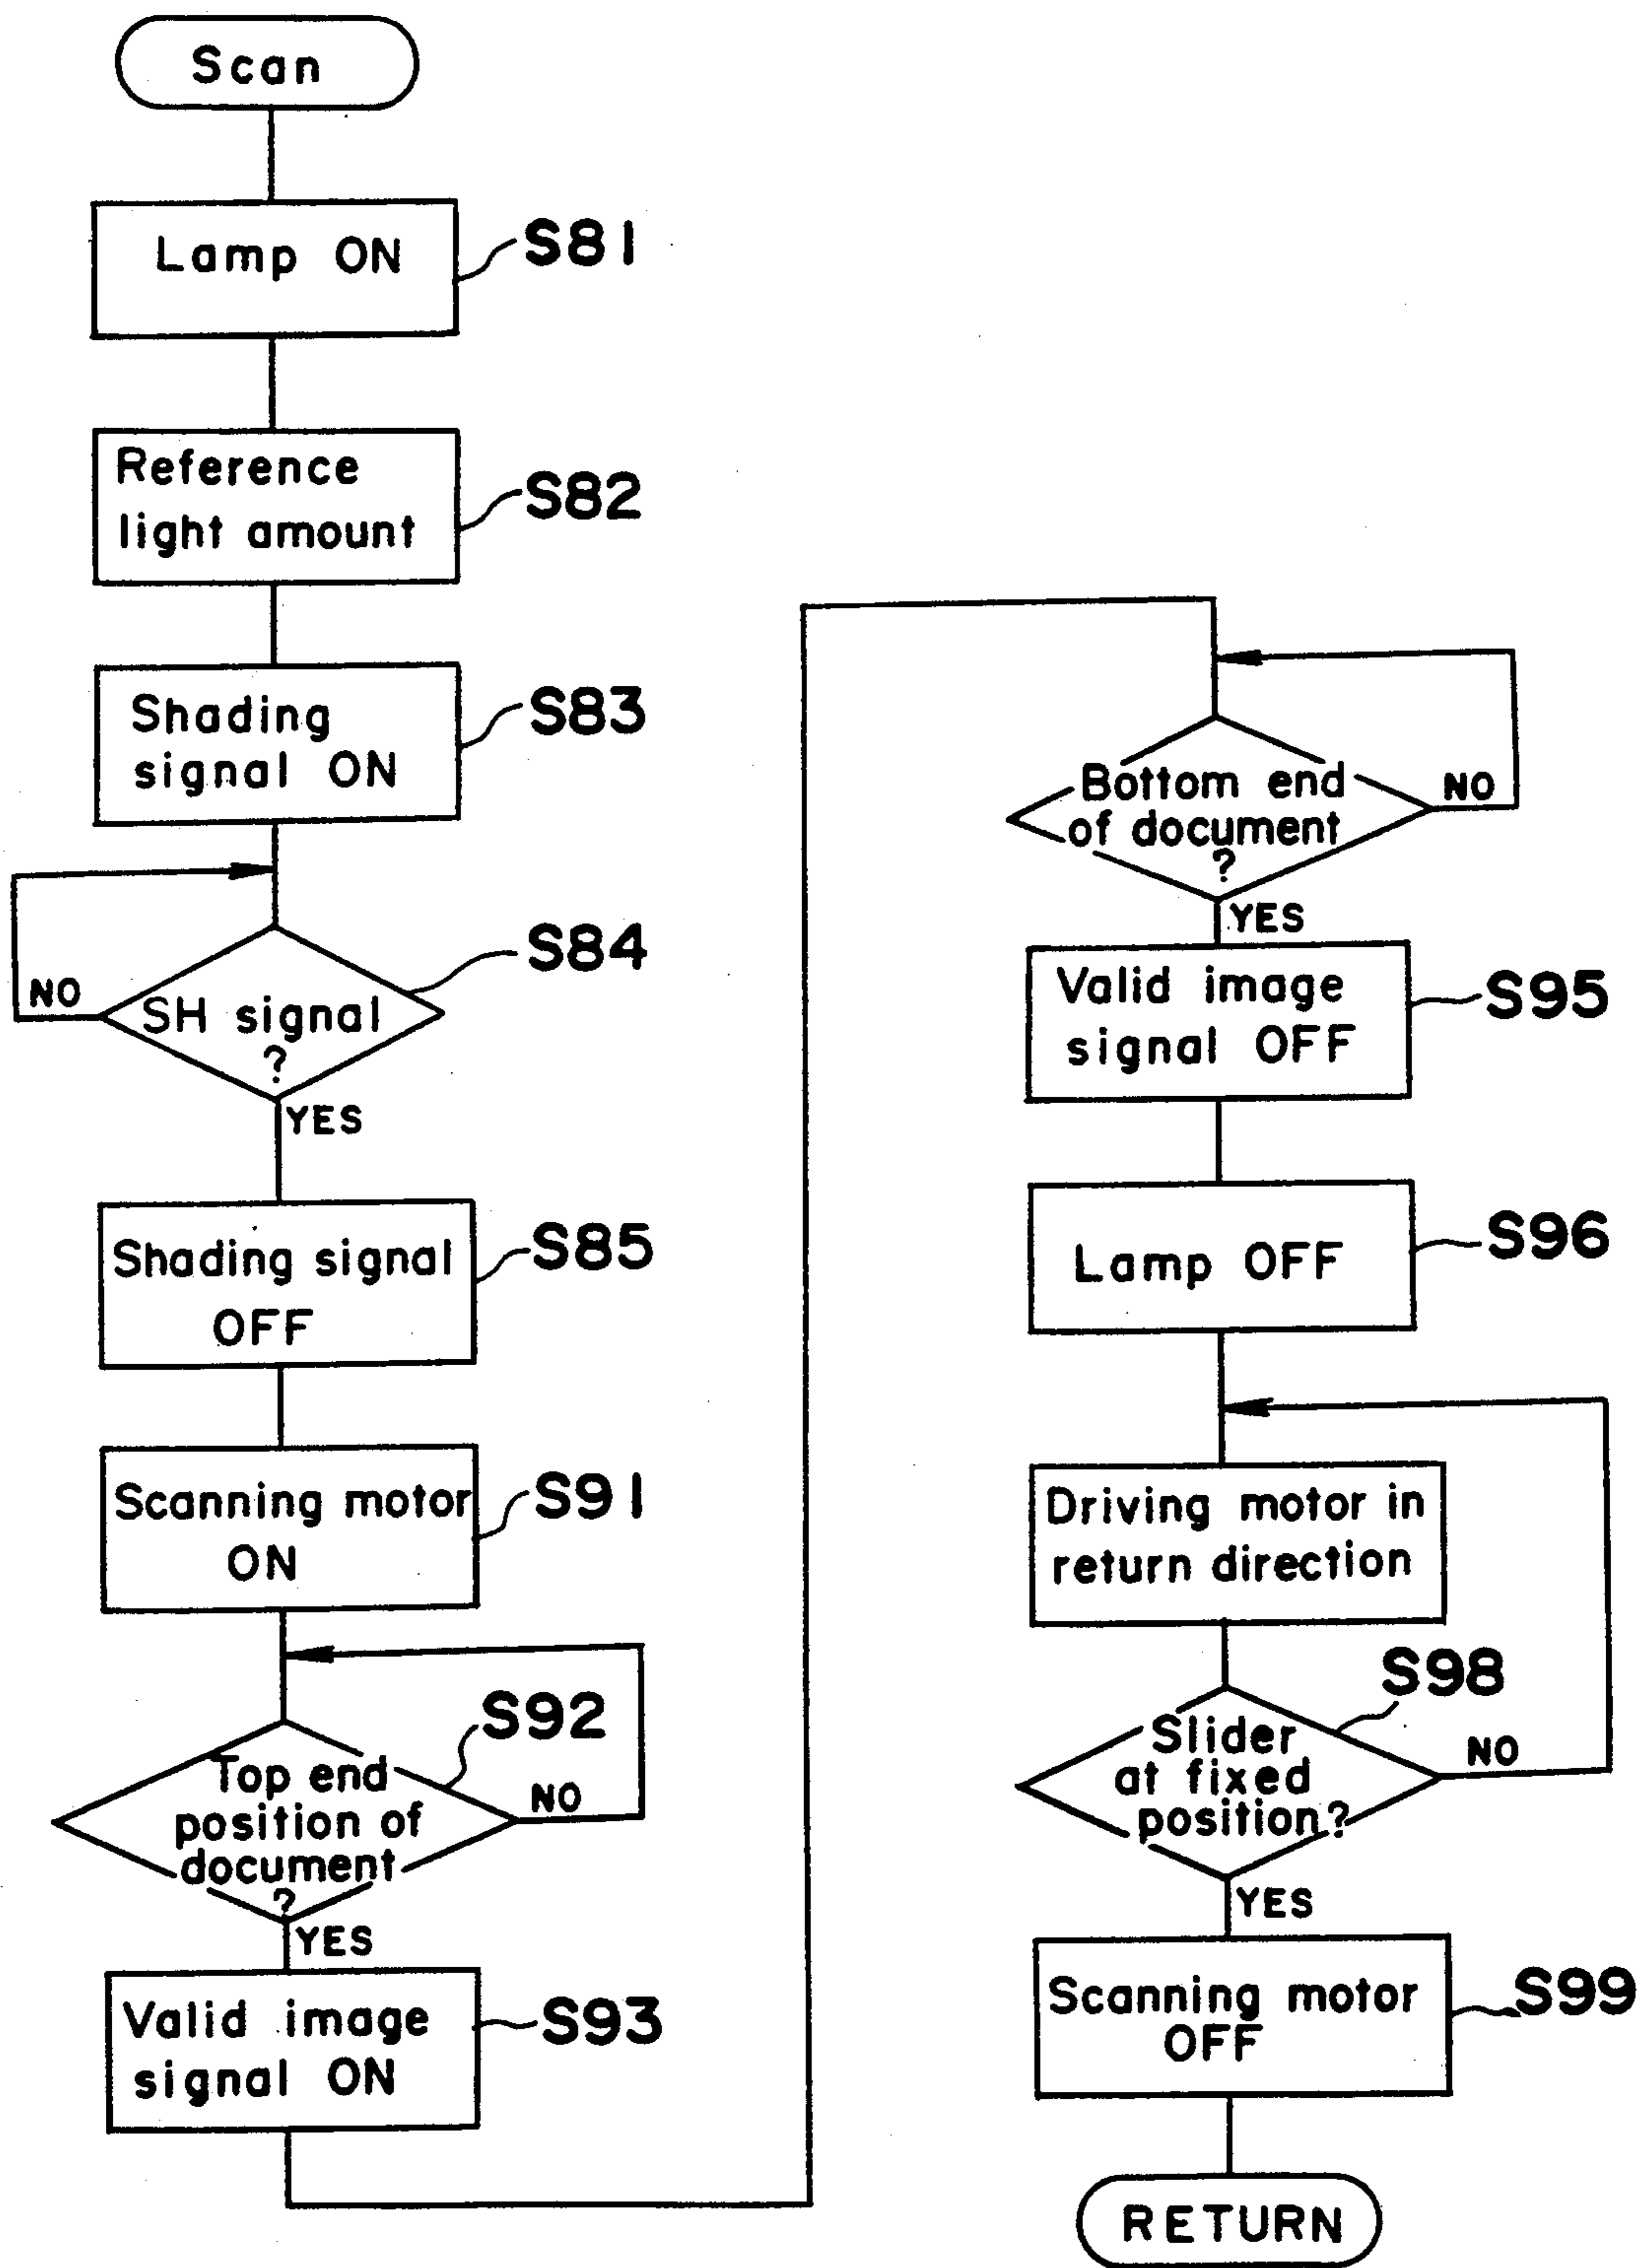 Scan
Lamp ON
S81
Reference
light amount
S82
Shading
signal ON
S83
SH signal
?
S84
NO
YES
Shading signal
OFF
S85
Scanning motor
ON
S91
Top end
position of
document
?
S92
NO
YES
Valid image
signal ON
S93
Bottom end
of document
?
NO
YES
Valid image
signal OFF
S95
Lamp OFF
S96
Driving motor in
return direction
Slider
at fixed
position?
S98
NO
YES
Scanning motor
OFF
S99
RETURN